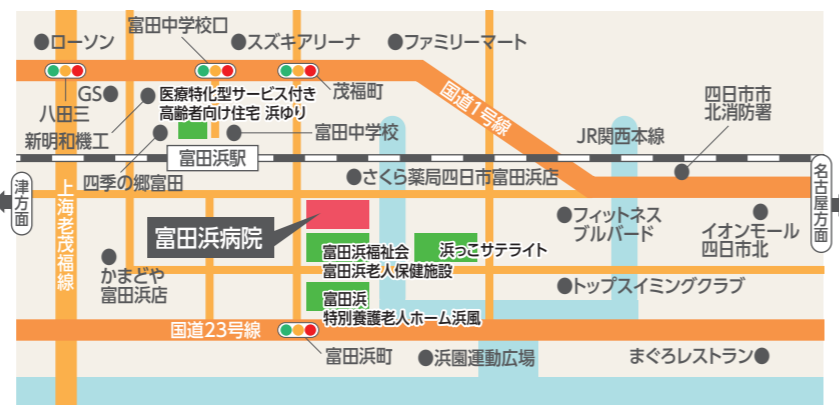 富田中学校口
ローソン
スズキアリーナ
ファミリーマート
国道1号線
GS
医療特化型サービス付き
高齢者向け住宅 浜ゆり
茂福町
四日市市
北消防署
八田三
新明和機工
富田中学校
JR関西本線
富田浜駅
四季の郷富田
さくら薬局四日市富田浜店
津方面
名古屋方面
上海老茂福線
富田浜病院
フィットネス
ブルバード
イオンモール
四日市北
富田浜福祉会
富田浜老人保健施設
浜っこサテライト
かまどや
富田浜店
トップスイミングクラブ
富田浜
特別養護老人ホーム浜風
国道23号線
富田浜町
浜園運動広場
まぐろレストラン